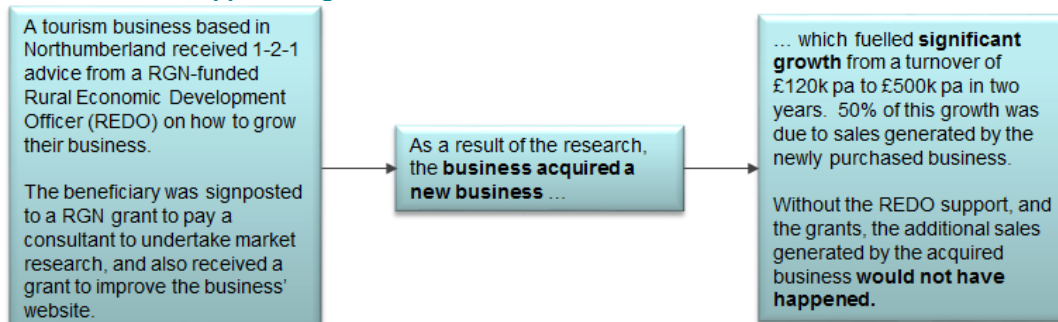 A tourism business based in
Northumberland received 1-2-1
advice from a RGN-funded
Rural Economic Development
Officer (REDO) on how to grow
their business.
The beneficiary was signposted
to a RGN grant to pay a
consultant to undertake market
research, and also received a
grant to improve the business’
website.
As a result of the research,
the business acquired a
new business …
… which fuelled significant
growth from a turnover of
£120k pa to £500k pa in two
years.  50% of this growth was
due to sales generated by the
newly purchased business.
Without the REDO support, and
the grants, the additional sales
generated by the acquired
business would not have
happened.